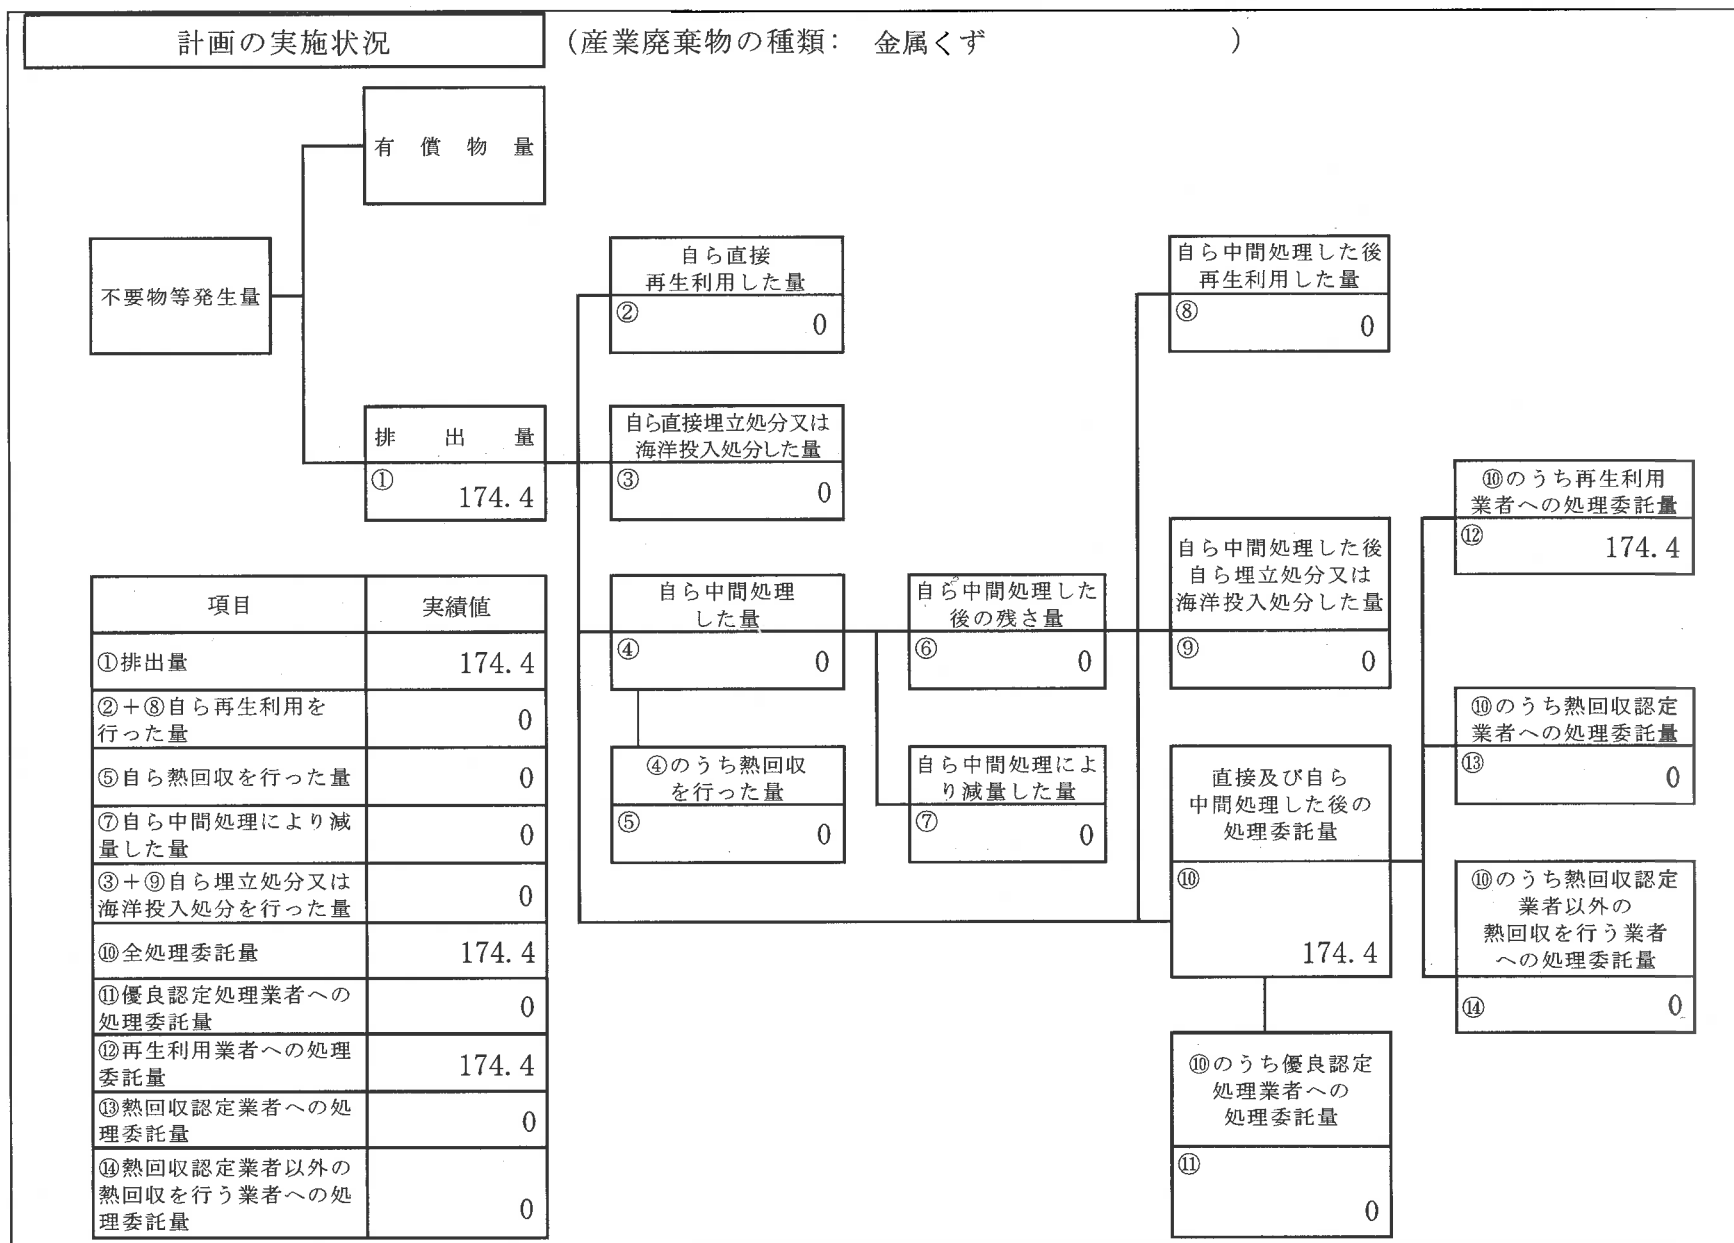 計画の実施状況
(産業廃棄物の種類： 金属くず )
有償物量
不要物等発生量
排出量
①
174.4
自ら直接
再生利用した量
②
0
自ら直接埋立処分又は
海洋投入処分した量
③
0
自ら中間処理
した量
④
0
④のうち熱回収
を行った量
⑤
0
自ら中間処理した
後の残さ量
⑥
0
自ら中間処理によ
り減量した量
⑦
0
自ら中間処理した後
再生利用した量
⑧
0
自ら中間処理した後
自ら埋立処分又は
海洋投入処分した量
⑨
0
直接及び自ら
中間処理した後の
処理委託量
⑩
174.4
⑩のうち優良認定
処理業者への
処理委託量
⑪
0
⑩のうち再生利用
業者への処理委託量
⑫
174.4
⑩のうち熱回収認定
業者への処理委託量
⑬
0
⑩のうち熱回収認定
業者以外の
熱回収を行う業者
への処理委託量
⑭
0
項目 実績値
①排出量 174.4
②＋⑧自ら再生利用を
行った量 0
⑤自ら熱回収を行った量 0
⑦自ら中間処理により減
量した量 0
③＋⑨自ら埋立処分又は
海洋投入処分を行った量 0
⑩全処理委託量 174.4
⑪優良認定処理業者への
処理委託量 0
⑫再生利用業者への処理
委託量 174.4
⑬熱回収認定業者への処
理委託量 0
⑭熱回収認定業者以外の
熱回収を行う業者への処
理委託量 0